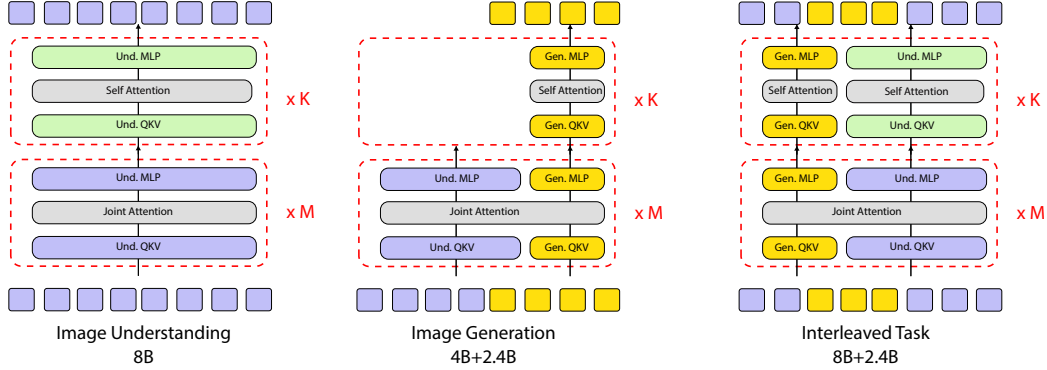 Und. MLP
Self Attention
Und. QKV
x K
Und. MLP
Joint Attention
Und. QKV
x M
Image Understanding
8B
Gen. MLP
Self Attention
Gen. QKV
x K
Und. MLP Gen. MLP
Joint Attention
Und. QKV Gen. QKV
x M
Image Generation
4B+2.4B
Gen. MLP Und. MLP
Self Attention Self Attention
Gen. QKV Und. QKV
x K
Gen. MLP Und. MLP
Joint Attention
Gen. QKV Und. QKV
x M
Interleaved Task
8B+2.4B